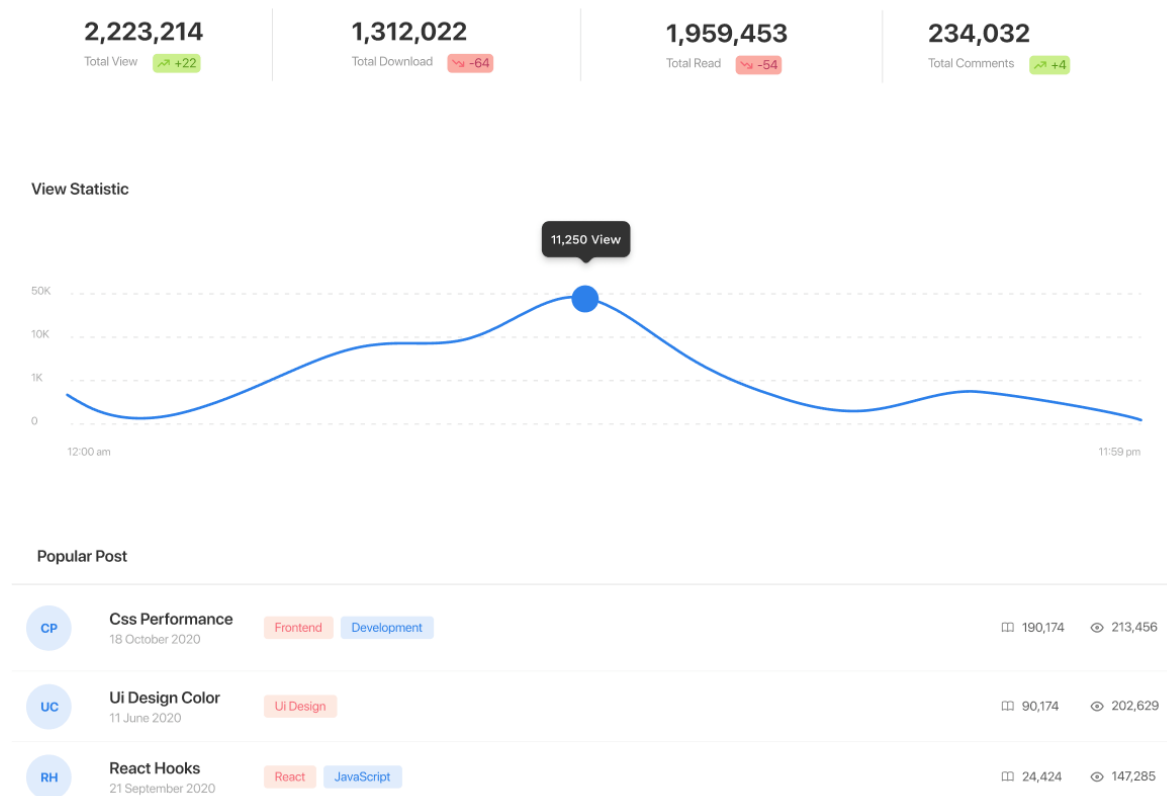 2,223,214
Total View +22
1,312,022
Total Download -64
1,959,453
Total Read -54
234,032
Total Comments +4
View Statistic
11,250 View
50K
10K
1K
0
12:00 am 11:59 pm
Popular Post
CP
Css Performance
18 October 2020
Frontend Development
190,174 213,456
UC
Ui Design Color
11 June 2020
Ui Design
90,174 202,629
RH
React Hooks
21 September 2020
React JavaScript
24,424 147,285